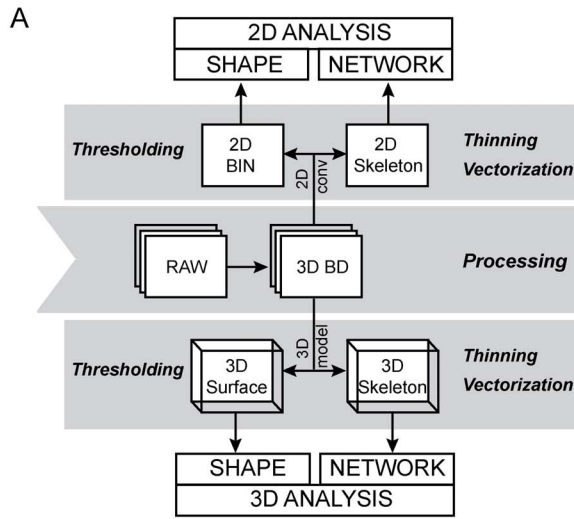 A
2D ANALYSIS
SHAPE NETWORK
Thresholding
2D
BIN
2D
conv
2D
Skeleton
Thinning
Vectorization
RAW
3D BD
Processing
Thresholding
3D
Surface
3D
model
3D
Skeleton
Thinning
Vectorization
SHAPE NETWORK
3D ANALYSIS